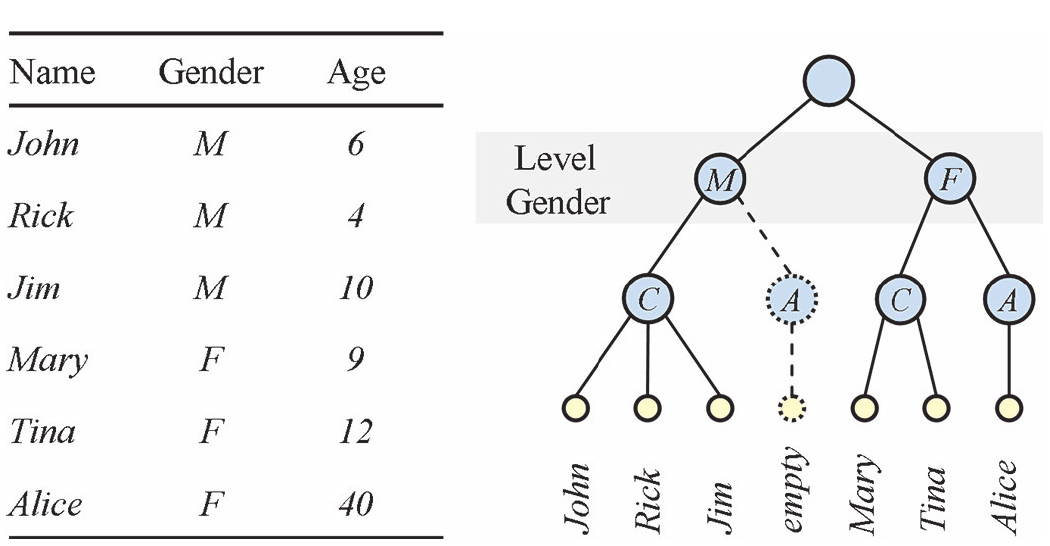 Name Gender Age
John M 6
Rick M 4
Jim M 10
Mary F 9
Tina F 12
Alice F 40
Level
Gender
M F
C A C A
John Rick Jim empty Mary Tina Alice